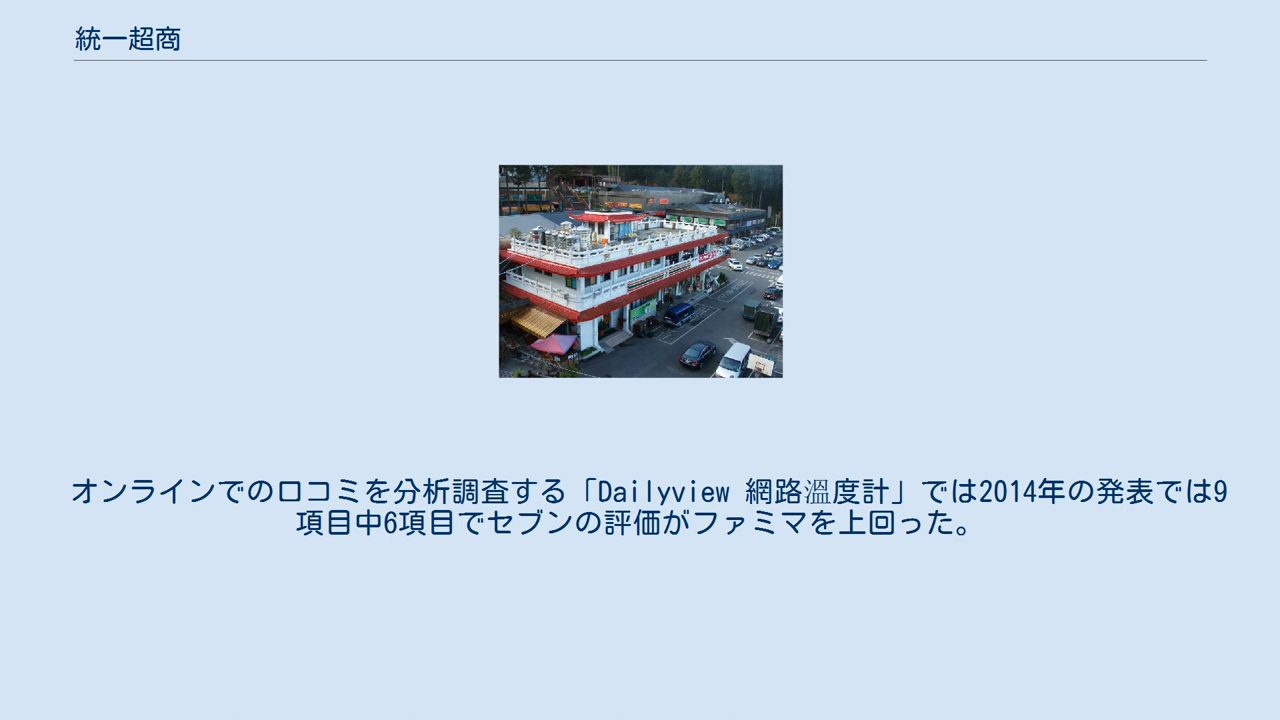 統一超商
オンラインでの口コミを分析調査する「Dailyview 網路溫度計」では2014年の発表では9
項目中6項目でセブンの評価がファミマを上回った。